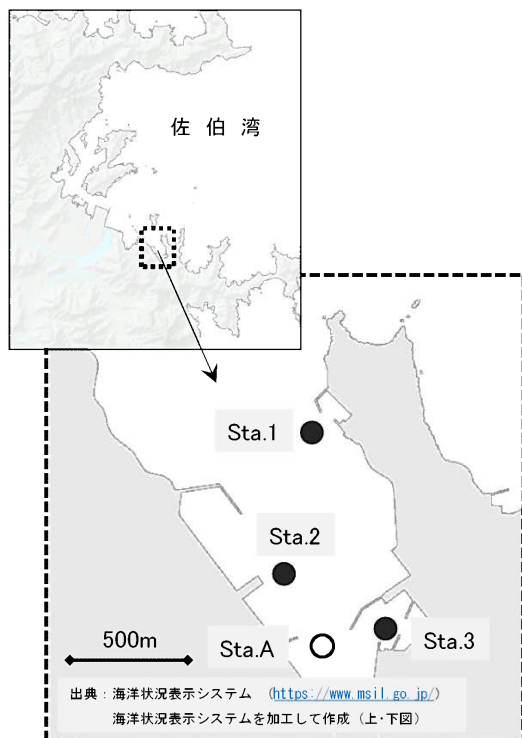 佐伯湾
Sta.1
Sta.2
Sta.A
Sta.3
500m
出典：海洋状況表示システム (https://www.msil.go.jp/)
海洋状況表示システムを加工して作成（上・下図）